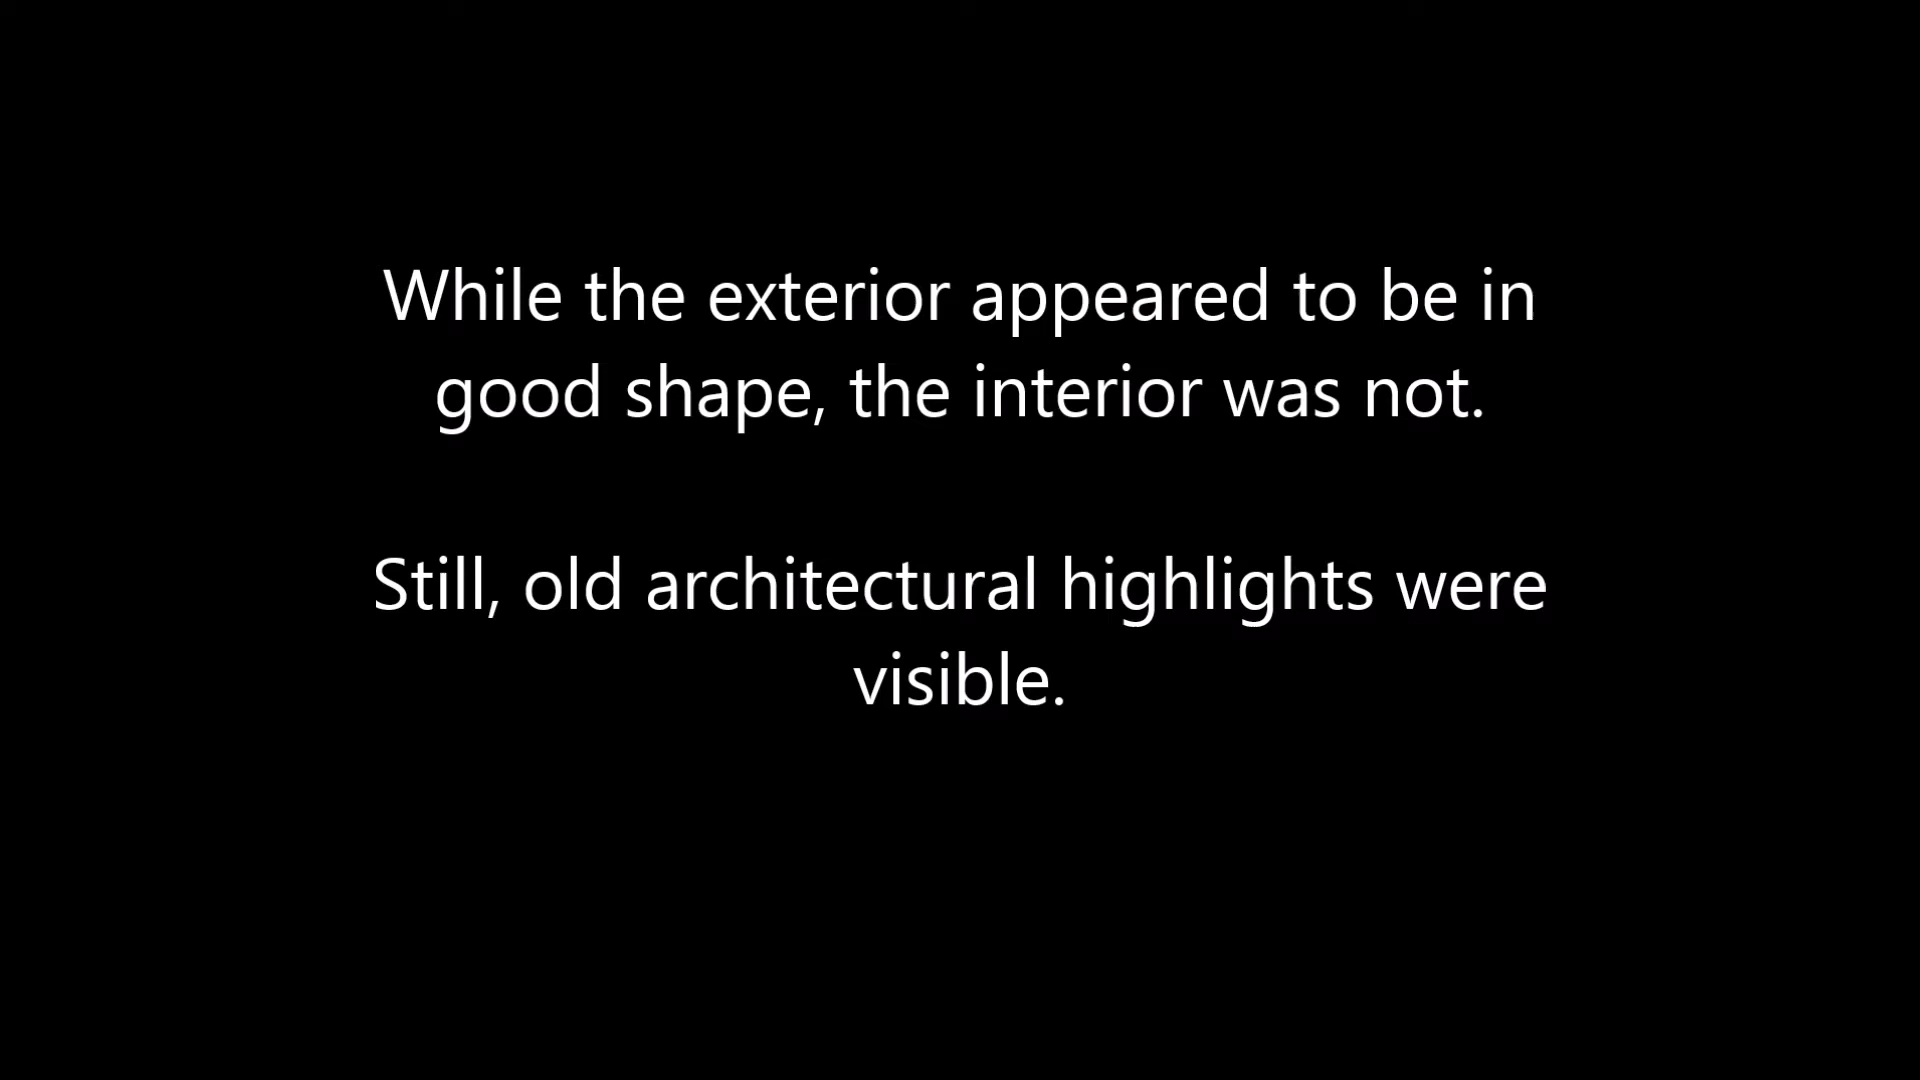 While the exterior appeared to be in
good shape, the interior was not.
Still, old architectural highlights were
visible.